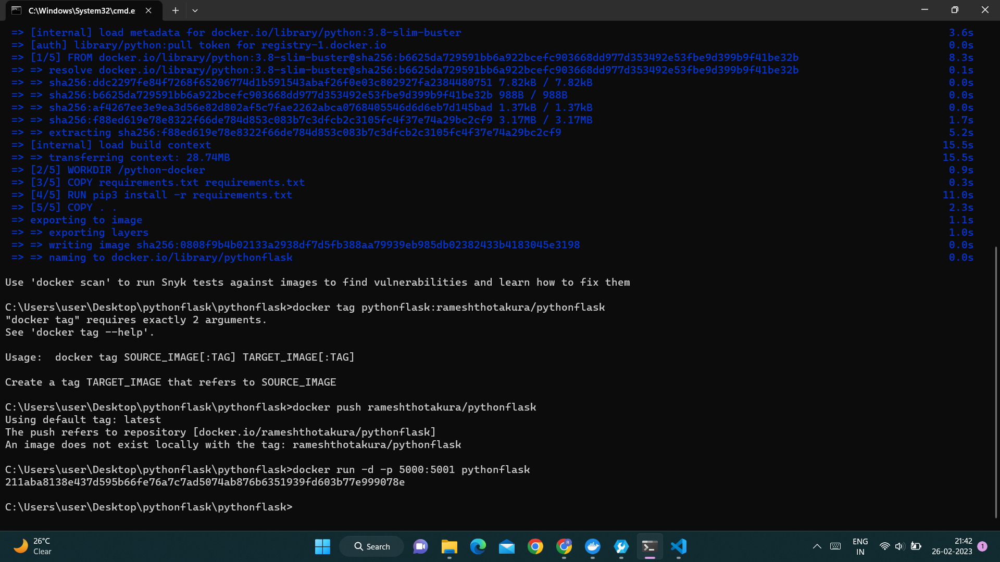 C:\Windows\System32\cmd.e
=> [internal] load metadata for docker.io/library/python:3.8-slim-buster 3.6s
=> [auth] library/python:pull token for registry-1.docker.io 0.0s
=> [1/5] FROM docker.io/library/python:3.8-slim-buster@sha256:b6625da729591bb6a922bcefc903668dd977d353492e53fbe9d399b9f41be32b 8.3s
=> => resolve docker.io/library/python:3.8-slim-buster@sha256:b6625da729591bb6a922bcefc903668dd977d353492e53fbe9d399b9f41be32b 0.1s
=> => sha256:ddc2297fe84f7268f65206774d1b591543abaf26f0e03c802927fa2384480751 7.82kB / 7.82kB 0.0s
=> => sha256:b6625da729591bb6a922bcefc903668dd977d353492e53fbe9d399b9f41be32b 988B / 988B 0.0s
=> => sha256:af4267ee3e9ea3d56e82d802af5c7fae2262abca0768405546d6d6eb7d145bad 1.37kB / 1.37kB 0.0s
=> => sha256:f88ed619e78e8322f66de784d853c083b7c3dfcb2c3105fc4f37e74a29bc2cf9 3.17MB / 3.17MB 1.7s
=> => extracting sha256:f88ed619e78e8322f66de784d853c083b7c3dfcb2c3105fc4f37e74a29bc2cf9 5.2s
=> [internal] load build context 15.5s
=> => transferring context: 28.74MB 15.5s
=> [2/5] WORKDIR /python-docker 0.9s
=> [3/5] COPY requirements.txt requirements.txt 0.3s
=> [4/5] RUN pip3 install -r requirements.txt 11.0s
=> [5/5] COPY . . 2.3s
=> exporting to image 1.1s
=> => exporting layers 1.0s
=> => writing image sha256:0808f9b4b02133a2938df7d5fb388aa79939eb985db02382433b4183045e3198 0.0s
=> => naming to docker.io/library/pythonflask 0.0s
Use 'docker scan' to run Snyk tests against images to find vulnerabilities and learn how to fix them
C:\Users\user\Desktop\pythonflask\pythonflask>docker tag pythonflask:rameshthotakura/pythonflask
"docker tag" requires exactly 2 arguments.
See 'docker tag --help'.
Usage:  docker tag SOURCE_IMAGE[:TAG] TARGET_IMAGE[:TAG]
Create a tag TARGET_IMAGE that refers to SOURCE_IMAGE
C:\Users\user\Desktop\pythonflask\pythonflask>docker push rameshthotakura/pythonflask
Using default tag: latest
The push refers to repository [docker.io/rameshthotakura/pythonflask]
An image does not exist locally with the tag: rameshthotakura/pythonflask
C:\Users\user\Desktop\pythonflask\pythonflask>docker run -d -p 5000:5001 pythonflask
211aba8138e437d595b66fe76a7c7ad5074ab876b6351939fd603b77e999078e
C:\Users\user\Desktop\pythonflask\pythonflask>
26°C
Clear
Search
R
ENG
IN
21:42
26-02-2023
1